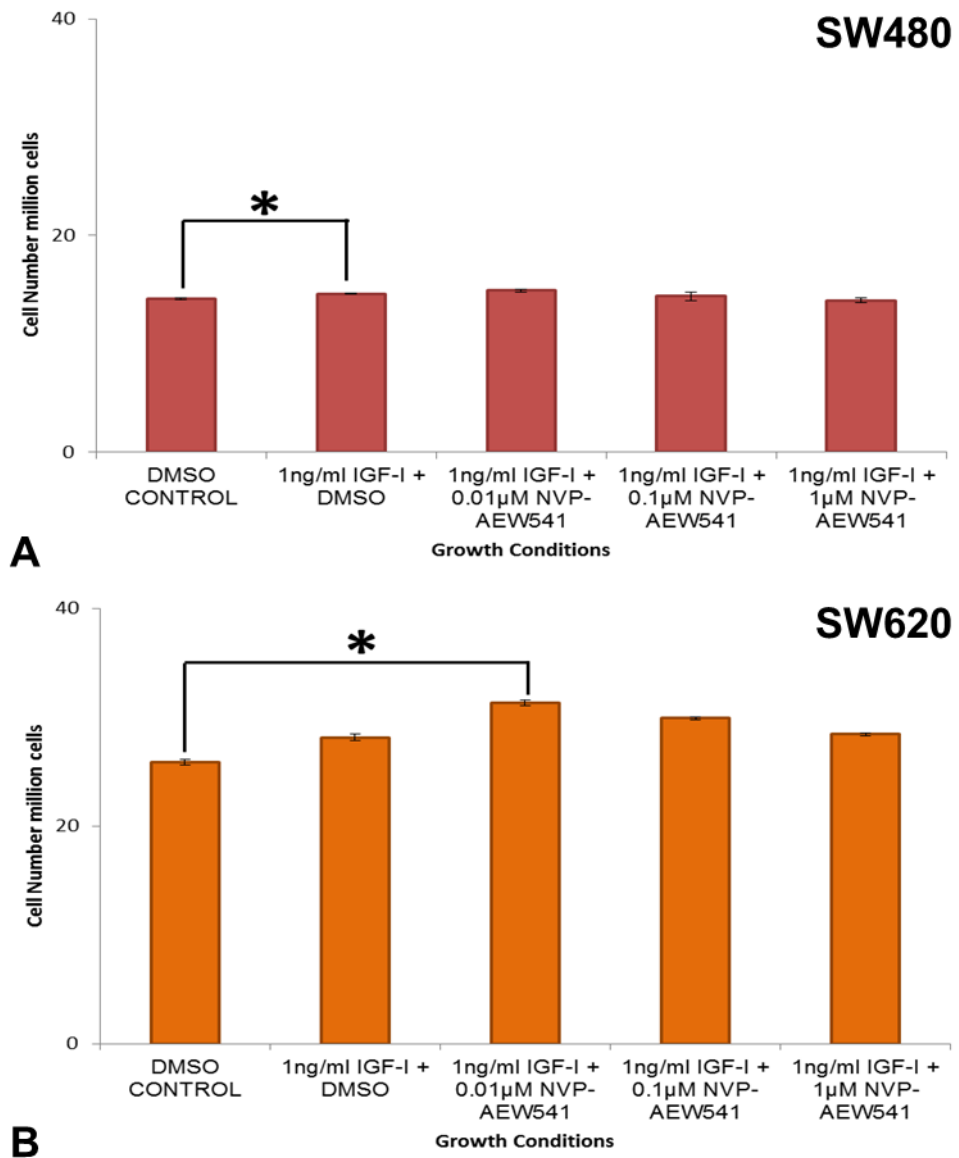 SW480
40
20
0
Cell Number million cells
*
DMSO
CONTROL
1ng/ml IGF-I +
DMSO
1ng/ml IGF-I +
0.01µM NVP-
AEW541
1ng/ml IGF-I +
0.1µM NVP-
AEW541
1ng/ml IGF-I +
1µM NVP-
AEW541
Growth Conditions
A
SW620
40
20
0
Cell Number million cells
*
DMSO
CONTROL
1ng/ml IGF-I +
DMSO
1ng/ml IGF-I +
0.01µM NVP-
AEW541
1ng/ml IGF-I +
0.1µM NVP-
AEW541
1ng/ml IGF-I +
1µM NVP-
AEW541
Growth Conditions
B